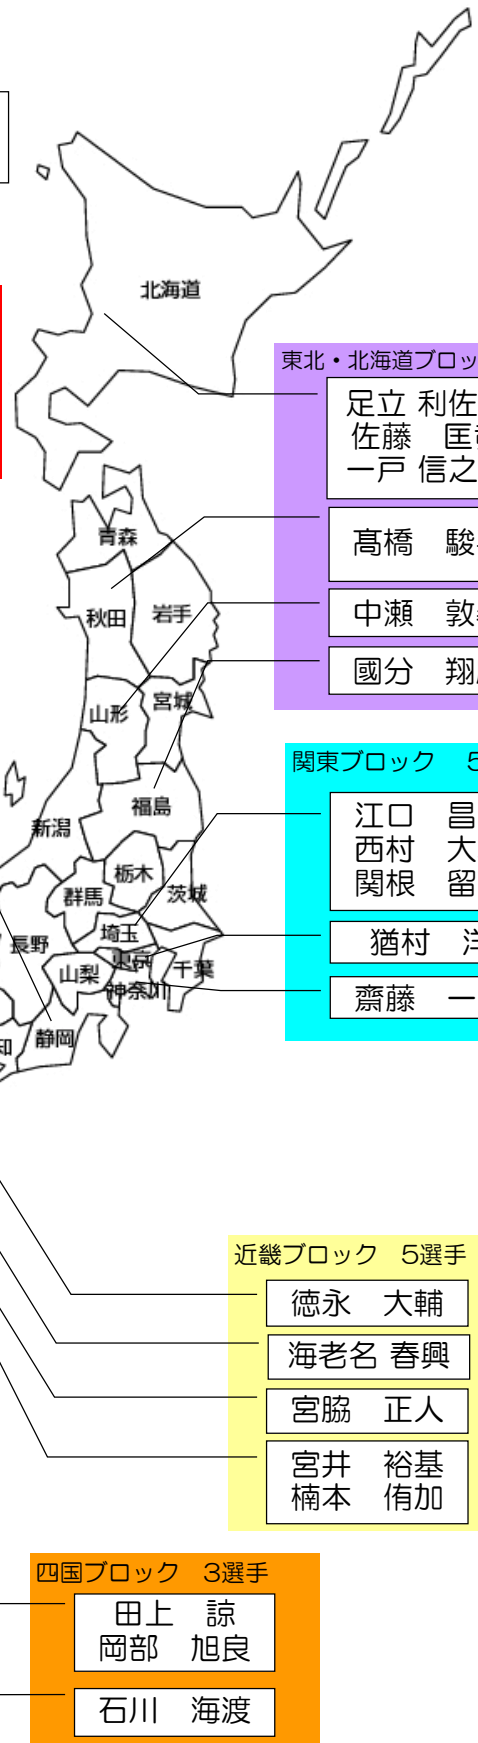 北海道
東北・北海道ブロッ
足立 利佐
佐藤　匡
一戸 信之
青森
髙橋　駿
秋田
岩手
中瀬　敦
國分　翔
山形
宮城
関東ブロック　5
福島
新潟
江口　昌
西村　大
関根　留
栃木
群馬
茨城
埼玉
猶村　洋
長野
東京
山梨
千葉
神奈川
齋藤　一
静岡
知
近畿ブロック　5選手
徳永　大輔
海老名 春興
宮脇　正人
宮井　裕基
楠本　侑加
四国ブロック　3選手
田上　諒
岡部　旭良
石川　海渡